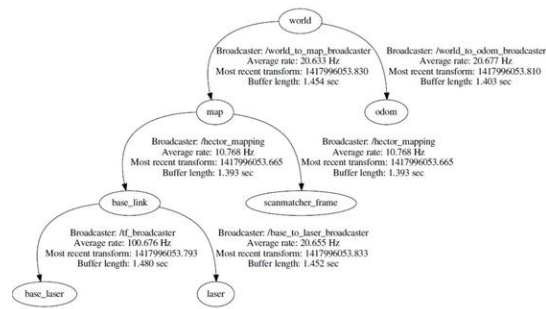 world
Broadcaster: /world_to_map_broadcaster
Average rate: 20.633 Hz
Most recent transform: 1417996053.830
Buffer length: 1.454 sec
Broadcaster: /world_to_odom_broadcaster
Average rate: 20.677 Hz
Most recent transform: 1417996053.810
Buffer length: 1.403 sec
map
odom
Broadcaster: /hector_mapping
Average rate: 10.768 Hz
Most recent transform: 1417996053.665
Buffer length: 1.393 sec
Broadcaster: /hector_mapping
Average rate: 10.768 Hz
Most recent transform: 1417996053.665
Buffer length: 1.393 sec
base_link
scanmatcher_frame
Broadcaster: /tf_broadcaster
Average rate: 100.676 Hz
Most recent transform: 1417996053.793
Buffer length: 1.480 sec
Broadcaster: /base_to_laser_broadcaster
Average rate: 20.655 Hz
Most recent transform: 1417996053.833
Buffer length: 1.452 sec
base_laser
laser